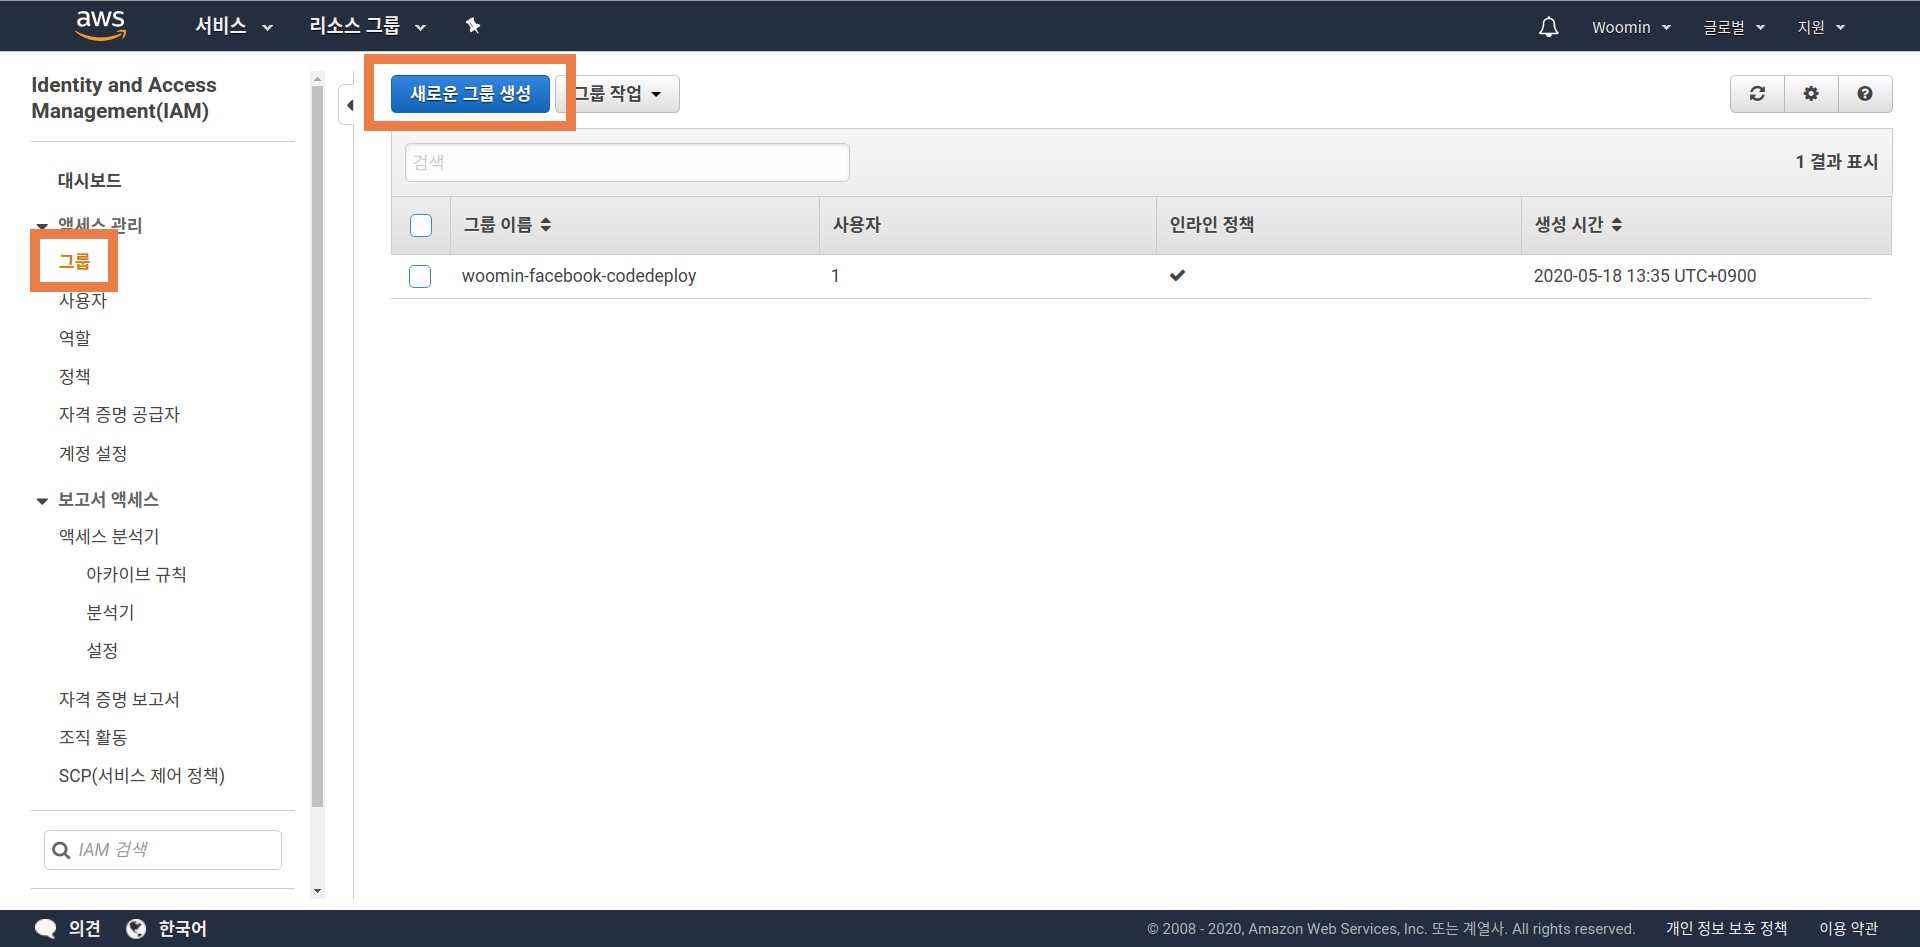 aws 서비스 리소스 그룹 Woomin 글로벌 지원
Identity and Access
Management(IAM)
대시보드
액세스 관리
그룹
사용자
역할
정책
자격 증명 공급자
계정 설정
보고서 액세스
액세스 분석기
아카이브 규칙
분석기
설정
자격 증명 보고서
조직 활동
SCP(서비스 제어 정책)
IAM 검색
새로운 그룹 생성 그룹 작업
검색 1 결과 표시
그룹 이름 사용자 인라인 정책 생성 시간
woomin-facebook-codedeploy 1 2020-05-18 13:35 UTC+0900
의견 한국어 © 2008 - 2020, Amazon Web Services, Inc. 또는 계열사. All rights reserved. 개인 정보 보호 정책 이용 약관